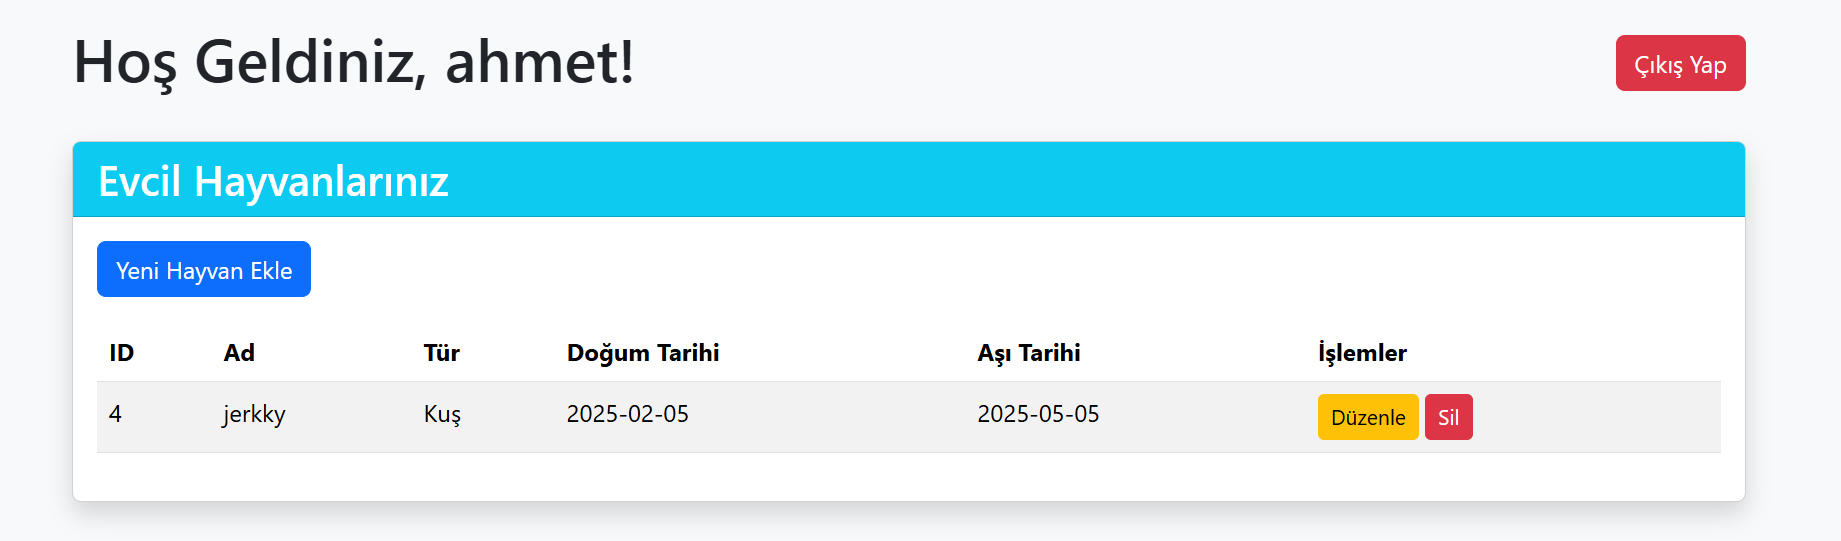 Hoş Geldiniz, ahmet!
Çıkış Yap
Evcil Hayvanlarınız
Yeni Hayvan Ekle
ID Ad Tür Doğum Tarihi Aşı Tarihi İşlemler
4 jerkky Kuş 2025-02-05 2025-05-05 Düzenle Sil